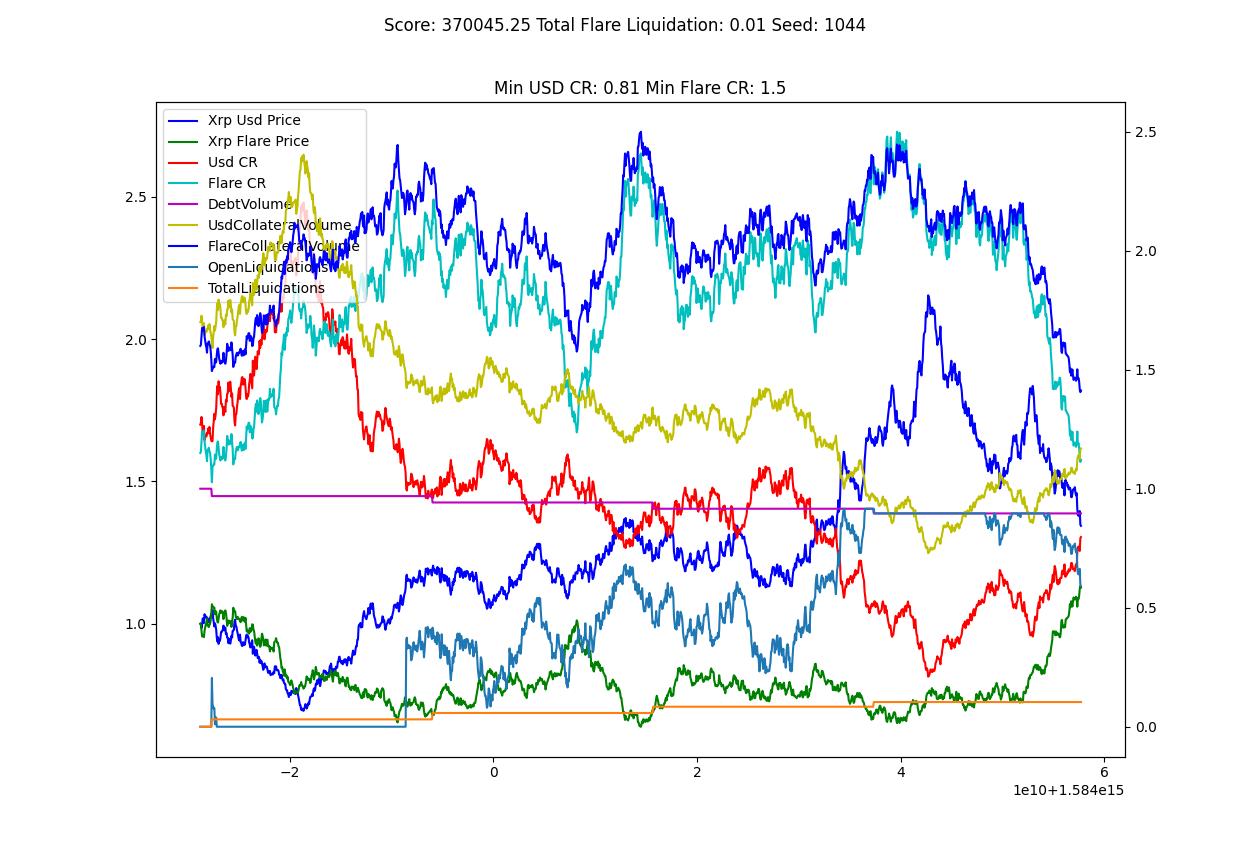 Score: 370045.25 Total Flare Liquidation: 0.01 Seed: 1044
Min USD CR: 0.81 Min Flare CR: 1.5
Xrp Usd Price
Xrp Flare Price
Usd CR
Flare CR
DebtVolume
UsdCollateralVolume
FlareCollateralVolume
OpenLiquidations
TotalLiquidations
2.5
2.0
1.5
1.0
2.5
2.0
1.5
1.0
0.5
0.0
−2
0
2
4
6
1e10+1.584e15